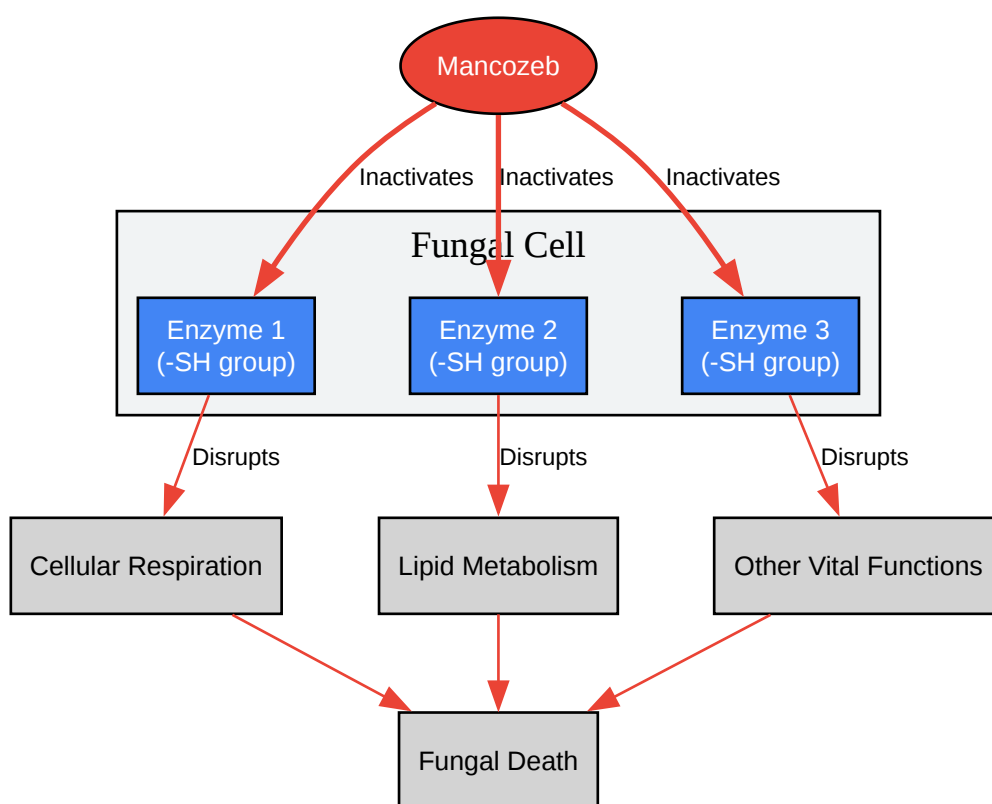 Mancozeb
Inactivates
Inactivates
Inactivates
Fungal Cell
Enzyme 1
(-SH group)
Enzyme 2
(-SH group)
Enzyme 3
(-SH group)
Disrupts
Disrupts
Disrupts
Cellular Respiration
Lipid Metabolism
Other Vital Functions
Fungal Death